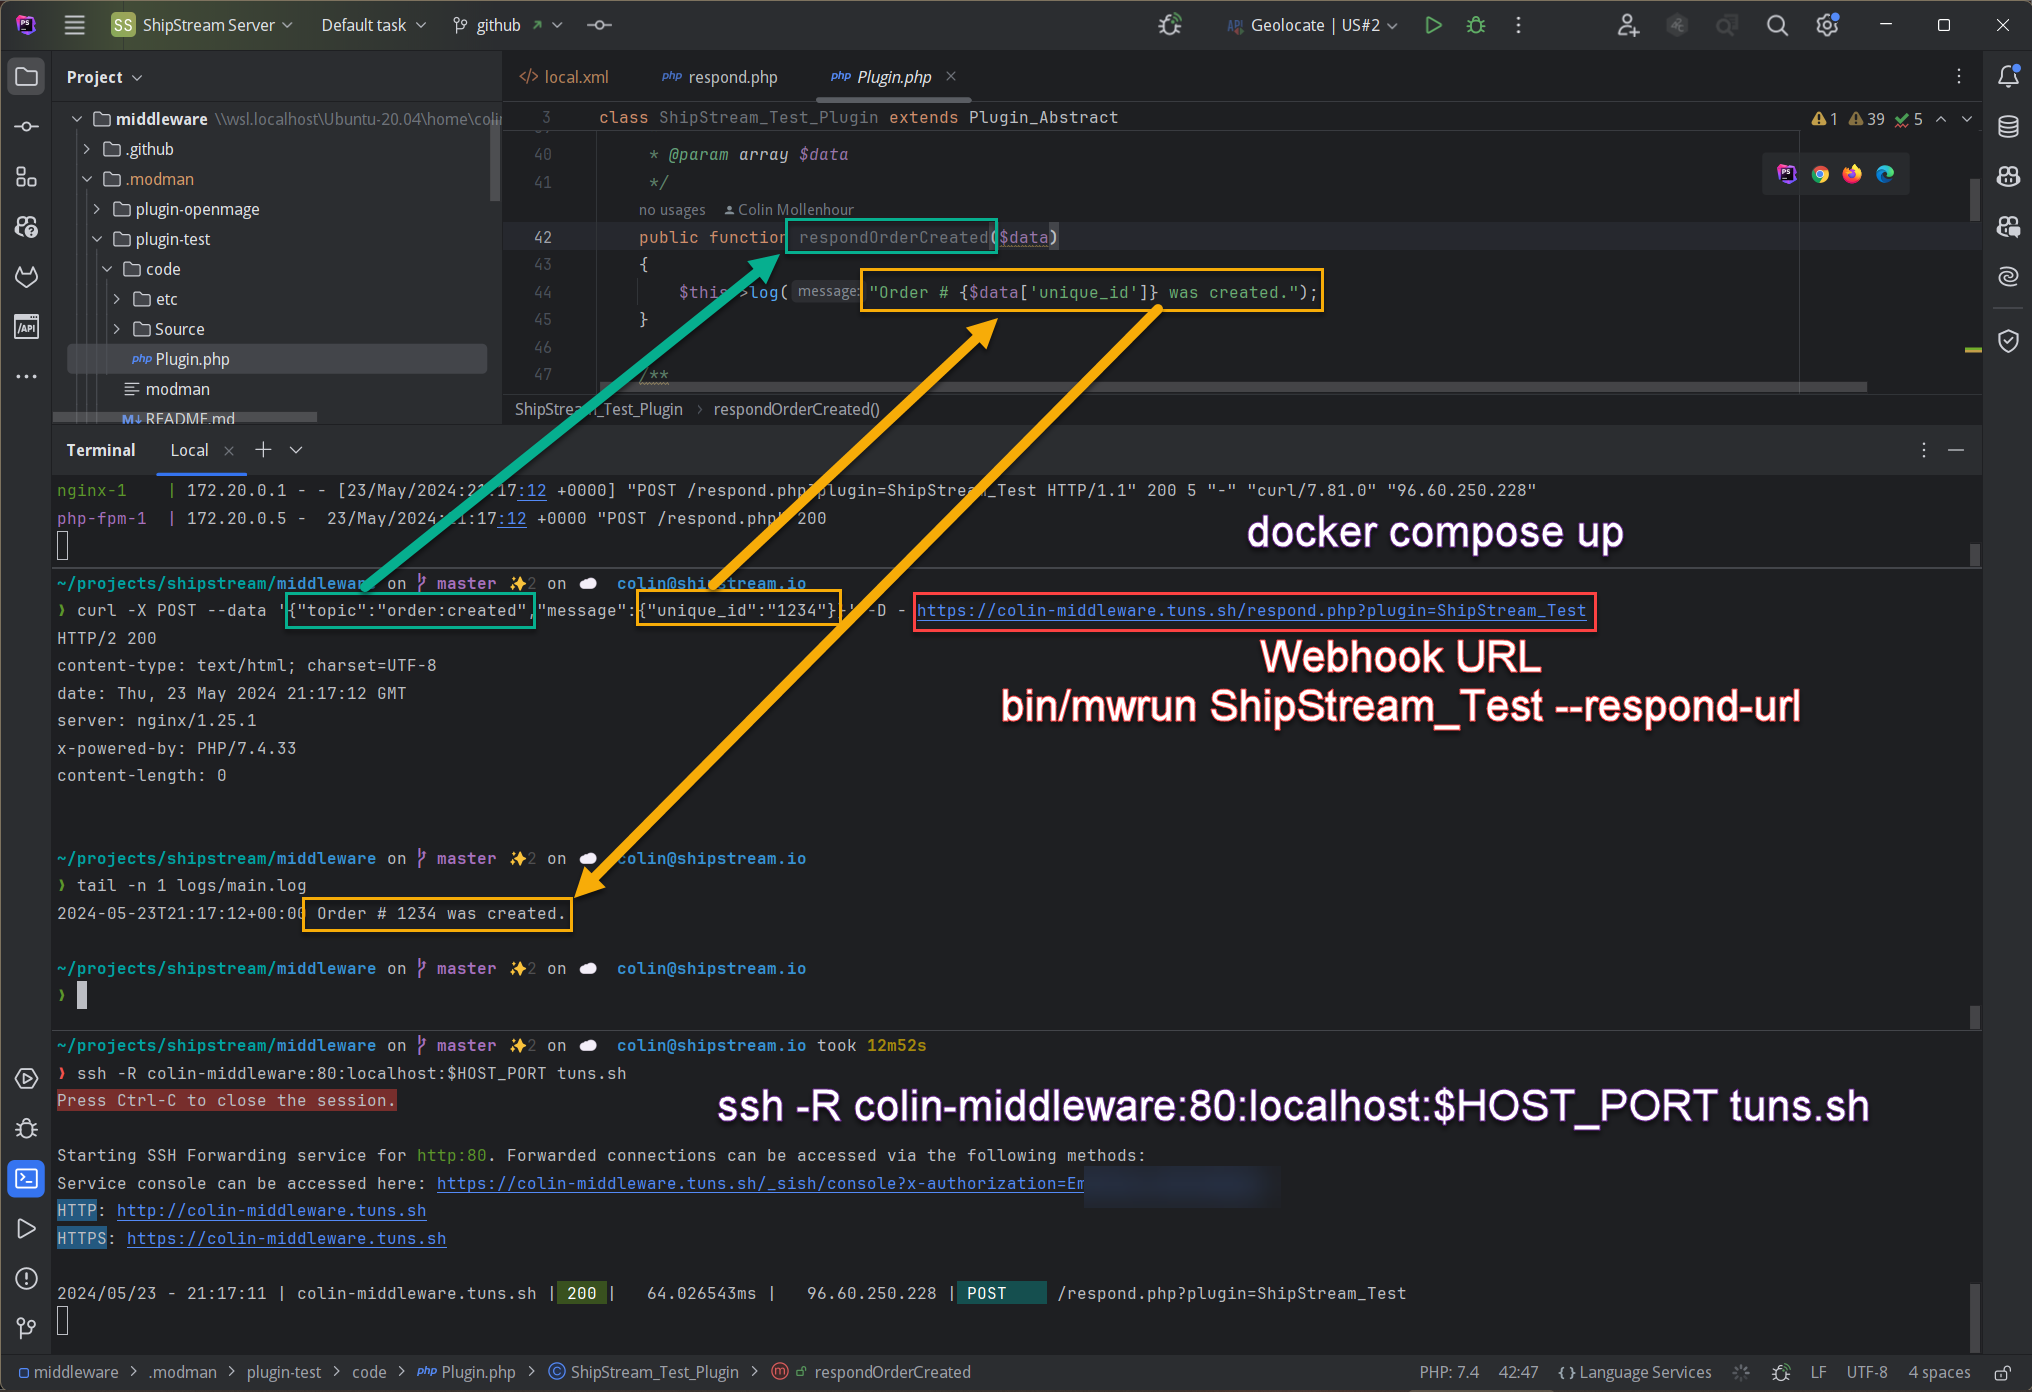 SS ShipStream Server Default task github Geolocate | US#2
Project
local.xml respond.php Plugin.php
middleware \\wsl.localhost\Ubuntu-20.04\home\colin
.github
.modman
plugin-openmage
plugin-test
code
etc
Source
php Plugin.php
modman
README.md
3 class ShipStream_Test_Plugin extends Plugin_Abstract
1 39 5
40 * @param array $data
41 */
no usages Colin Mollenhour
42 public function respondOrderCreated($data)
43 {
44 $this->log( message: "Order # {$data['unique_id']} was created.");
45 }
46
47 /**
ShipStream_Test_Plugin > respondOrderCreated()
Terminal Local
nginx-1 | 172.20.0.1 - - [23/May/2024:21:17:12 +0000] "POST /respond.php?plugin=ShipStream_Test HTTP/1.1" 200 5 "-" "curl/7.81.0" "96.60.250.228"
php-fpm-1 | 172.20.0.5 - 23/May/2024:21:17:12 +0000 "POST /respond.php" 200
docker compose up
~/projects/shipstream/middleware on master ✨2 on colin@shipstream.io
❯ curl -X POST --data '{"topic":"order:created","message":{"unique_id":"1234"}}' -D - https://colin-middleware.tuns.sh/respond.php?plugin=ShipStream_Test
HTTP/2 200
content-type: text/html; charset=UTF-8
date: Thu, 23 May 2024 21:17:12 GMT
server: nginx/1.25.1
x-powered-by: PHP/7.4.33
content-length: 0
Webhook URL
bin/mwrun ShipStream_Test --respond-url
~/projects/shipstream/middleware on master ✨2 on colin@shipstream.io
❯ tail -n 1 logs/main.log
2024-05-23T21:17:12+00:00 Order # 1234 was created.
~/projects/shipstream/middleware on master ✨2 on colin@shipstream.io
❯
~/projects/shipstream/middleware on master ✨2 on colin@shipstream.io took 12m52s
❯ ssh -R colin-middleware:80:localhost:$HOST_PORT tuns.sh
Press Ctrl-C to close the session.
ssh -R colin-middleware:80:localhost:$HOST_PORT tuns.sh
Starting SSH Forwarding service for http:80. Forwarded connections can be accessed via the following methods:
Service console can be accessed here: https://colin-middleware.tuns.sh/_sish/console?x-authorization=Em
HTTP: http://colin-middleware.tuns.sh
HTTPS: https://colin-middleware.tuns.sh
2024/05/23 - 21:17:11 | colin-middleware.tuns.sh | 200 | 64.026543ms | 96.60.250.228 | POST /respond.php?plugin=ShipStream_Test
middleware > .modman > plugin-test > code > php Plugin.php > ShipStream_Test_Plugin > respondOrderCreated PHP: 7.4 42:47 {} Language Services LF UTF-8 4 spaces